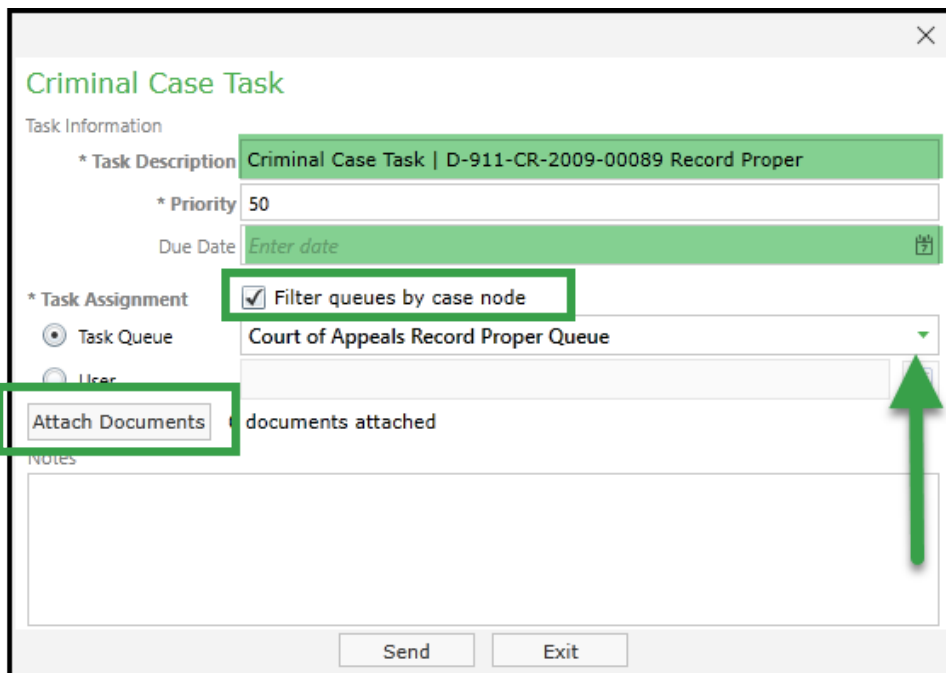 Criminal Case Task
Task Information
* Task Description Criminal Case Task | D-911-CR-2009-00089 Record Proper
* Priority 50
Due Date Enter date
* Task Assignment Filter queues by case node
Task Queue Court of Appeals Record Proper Queue
User
Attach Documents documents attached
Notes
Send Exit